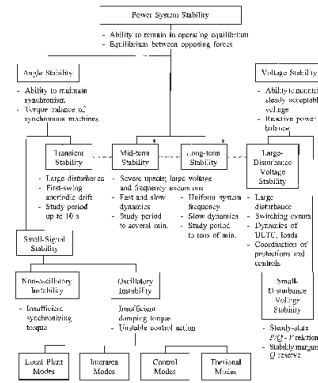 Power System Stability
- Ability to remain in operating equilibrium
- Equilibrium between opposing forces
Angle Stability
- Ability to maintain
synchronism
- Torque balance of
synchronous machines
Voltage Stability
- Ability to maintain
steady acceptable
voltage
- Reactive power
balance
Transient
Stability
- Large disturbance
- First-swing
aperiodic drift
- Study period
up to 10 s
Mid-term
Stability
Long-term
Stability
- Severe upsets; large voltage
and frequency excursions
- Fast and slow
dynamics
- Study period
to several min.
- Uniform system
frequency
- Slow dynamics
- Study period
to tens of min.
Large-
Disturbance
Voltage
Stability
- Large
disturbance
- Switching events
- Dynamics of
ULTC, loads
- Coordination of
protections and
controls
Small-Signal
Stability
Non-oscillatory
Instability
- Insufficient
synchronizing
torque
Oscillatory
Instability
- Insufficient
damping torque
- Unstable control action
Small-
Disturbance
Voltage
Stability
- Steady-state
P/Q - V relation
- Stability margins
Q reserve
Local Plant
Modes
Interarea
Modes
Control
Modes
Torsional
Modes